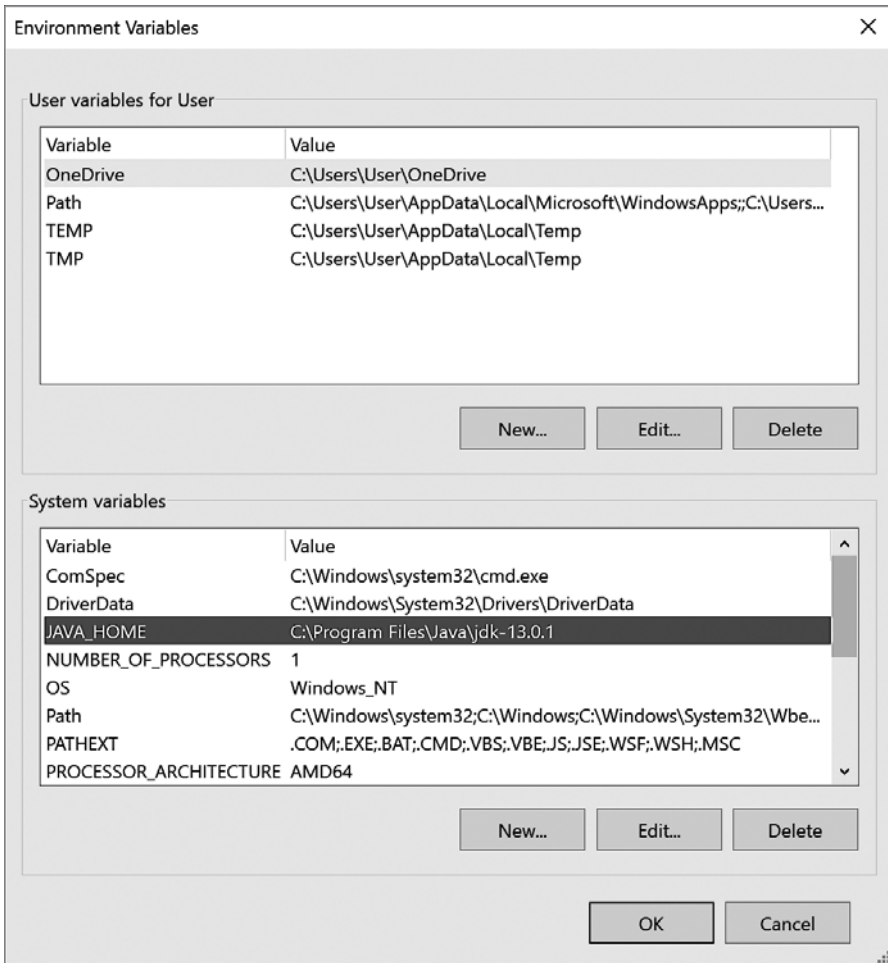 Environment Variables
User variables for User
Variable Value
OneDrive C:\Users\User\OneDrive
Path C:\Users\User\AppData\Local\Microsoft\WindowsApps;;C:\Users...
TEMP C:\Users\User\AppData\Local\Temp
TMP C:\Users\User\AppData\Local\Temp
New... Edit... Delete
System variables
Variable Value
ComSpec C:\Windows\system32\cmd.exe
DriverData C:\Windows\System32\Drivers\DriverData
JAVA_HOME C:\Program Files\Java\jdk-13.0.1
NUMBER_OF_PROCESSORS 1
OS Windows_NT
Path C:\Windows\system32;C:\Windows;C:\Windows\System32\Wbe...
PATHEXT .COM;.EXE;.BAT;.CMD;.VBS;.VBE;.JS;.JSE;.WSF;.WSH;.MSC
PROCESSOR_ARCHITECTURE AMD64
New... Edit... Delete
OK Cancel